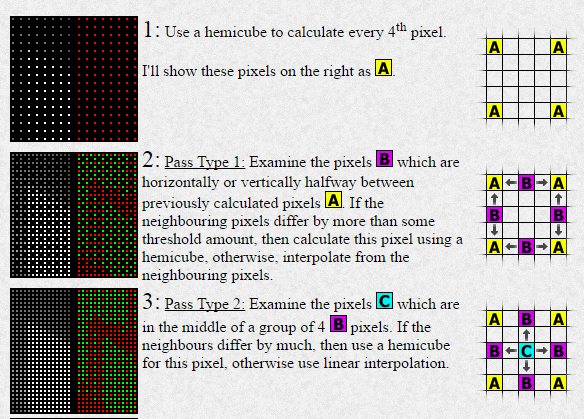 1: Use a hemicube to calculate every 4th pixel.
I'll show these pixels on the right as A.
A A
A A
2: Pass Type 1: Examine the pixels B which are
horizontally or vertically halfway between
previously calculated pixels A. If the
neighbouring pixels differ by more than some
threshold amount, then calculate this pixel using a
hemicube, otherwise, interpolate from the
neighbouring pixels.
A B A
B B
A B A
3: Pass Type 2: Examine the pixels C which are
in the middle of a group of 4 B pixels. If the
neighbours differ by much, then use a hemicube
for this pixel, otherwise use linear interpolation.
A B A
B C B
A B A